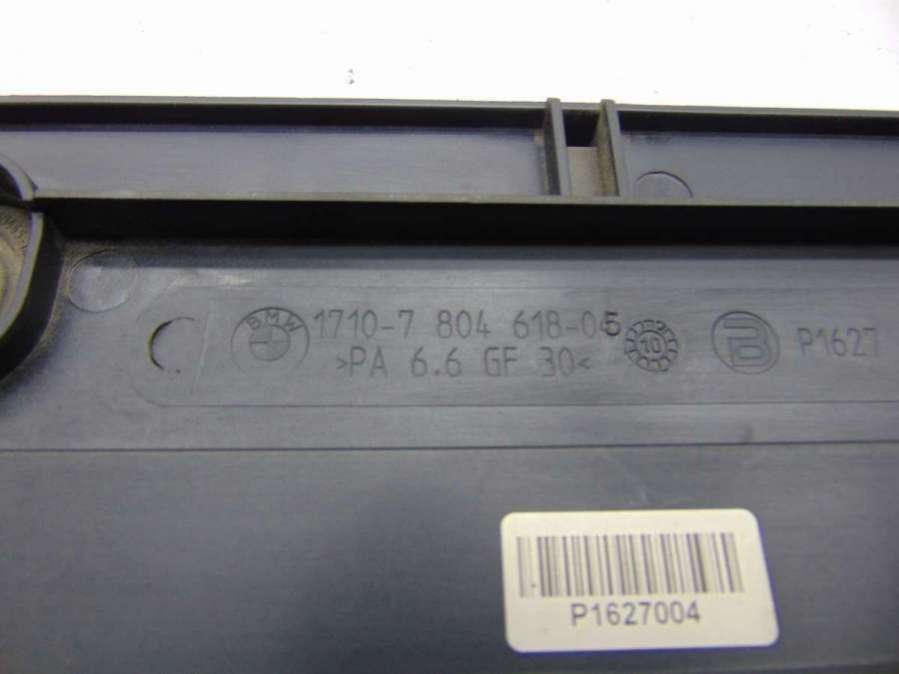 BMW 1710-7 804 618-05 10 B P1627
>PA 6.6 GF 30<
P1627004